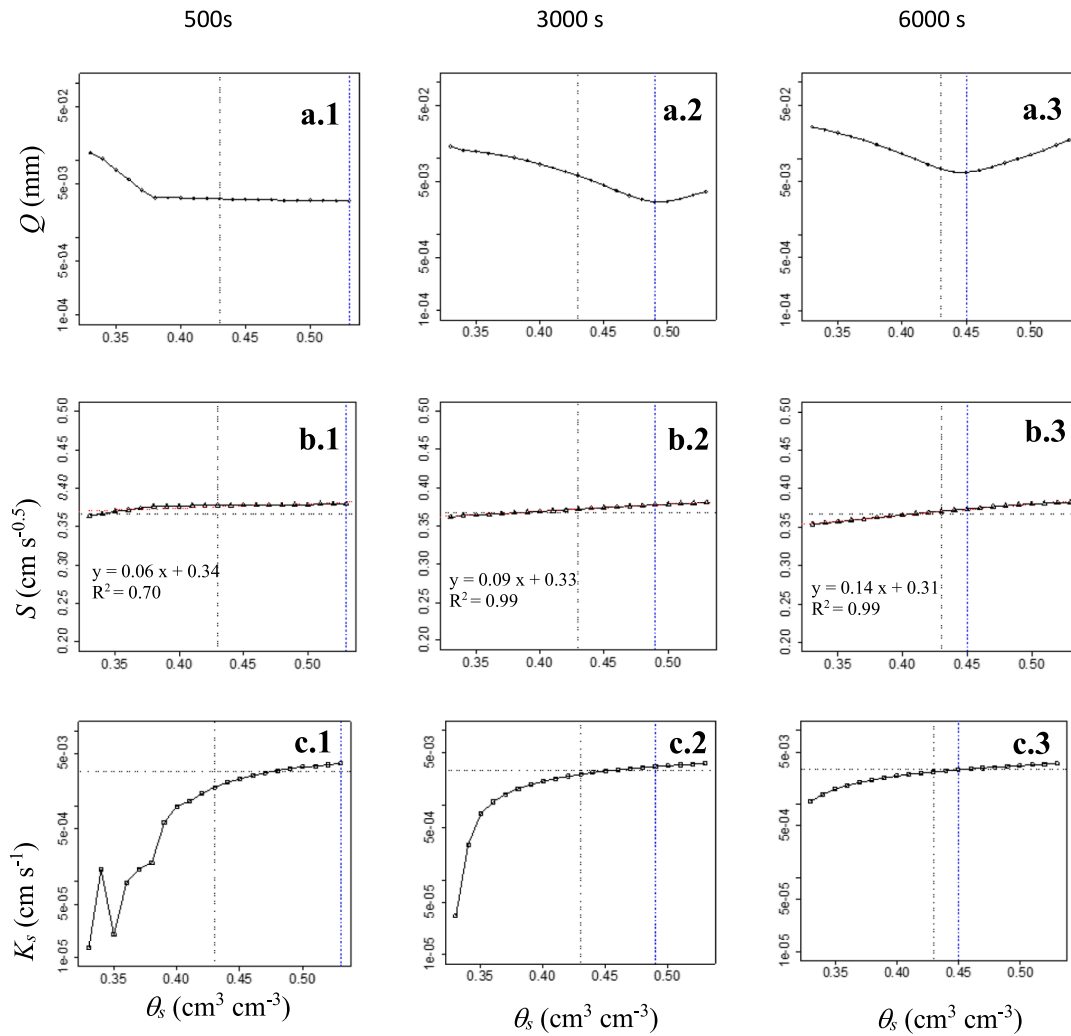 500s 3000 s 6000 s
a.1 a.2 a.3
Q (mm)
5e-02 5e-02 5e-02
5e-03 5e-03 5e-03
5e-04 5e-04 5e-04
1e-04 1e-04 1e-04
0.35 0.40 0.45 0.50 0.35 0.40 0.45 0.50 0.35 0.40 0.45 0.50
b.1 b.2 b.3
S (cm s⁻⁰·⁵)
0.50 0.50 0.50
0.45 0.45 0.45
0.40 0.40 0.40
0.35 0.35 0.35
0.30 0.30 0.30
0.25 0.25 0.25
0.20 0.20 0.20
y = 0.06 x + 0.34 y = 0.09 x + 0.33 y = 0.14 x + 0.31
R² = 0.70 R² = 0.99 R² = 0.99
0.35 0.40 0.45 0.50 0.35 0.40 0.45 0.50 0.35 0.40 0.45 0.50
c.1 c.2 c.3
Kₛ (cm s⁻¹)
5e-03 5e-03 5e-03
5e-04 5e-04 5e-04
5e-05 5e-05 5e-05
1e-05 1e-05 1e-05
0.35 0.40 0.45 0.50 0.35 0.40 0.45 0.50 0.35 0.40 0.45 0.50
θₛ (cm³ cm⁻³) θₛ (cm³ cm⁻³) θₛ (cm³ cm⁻³)